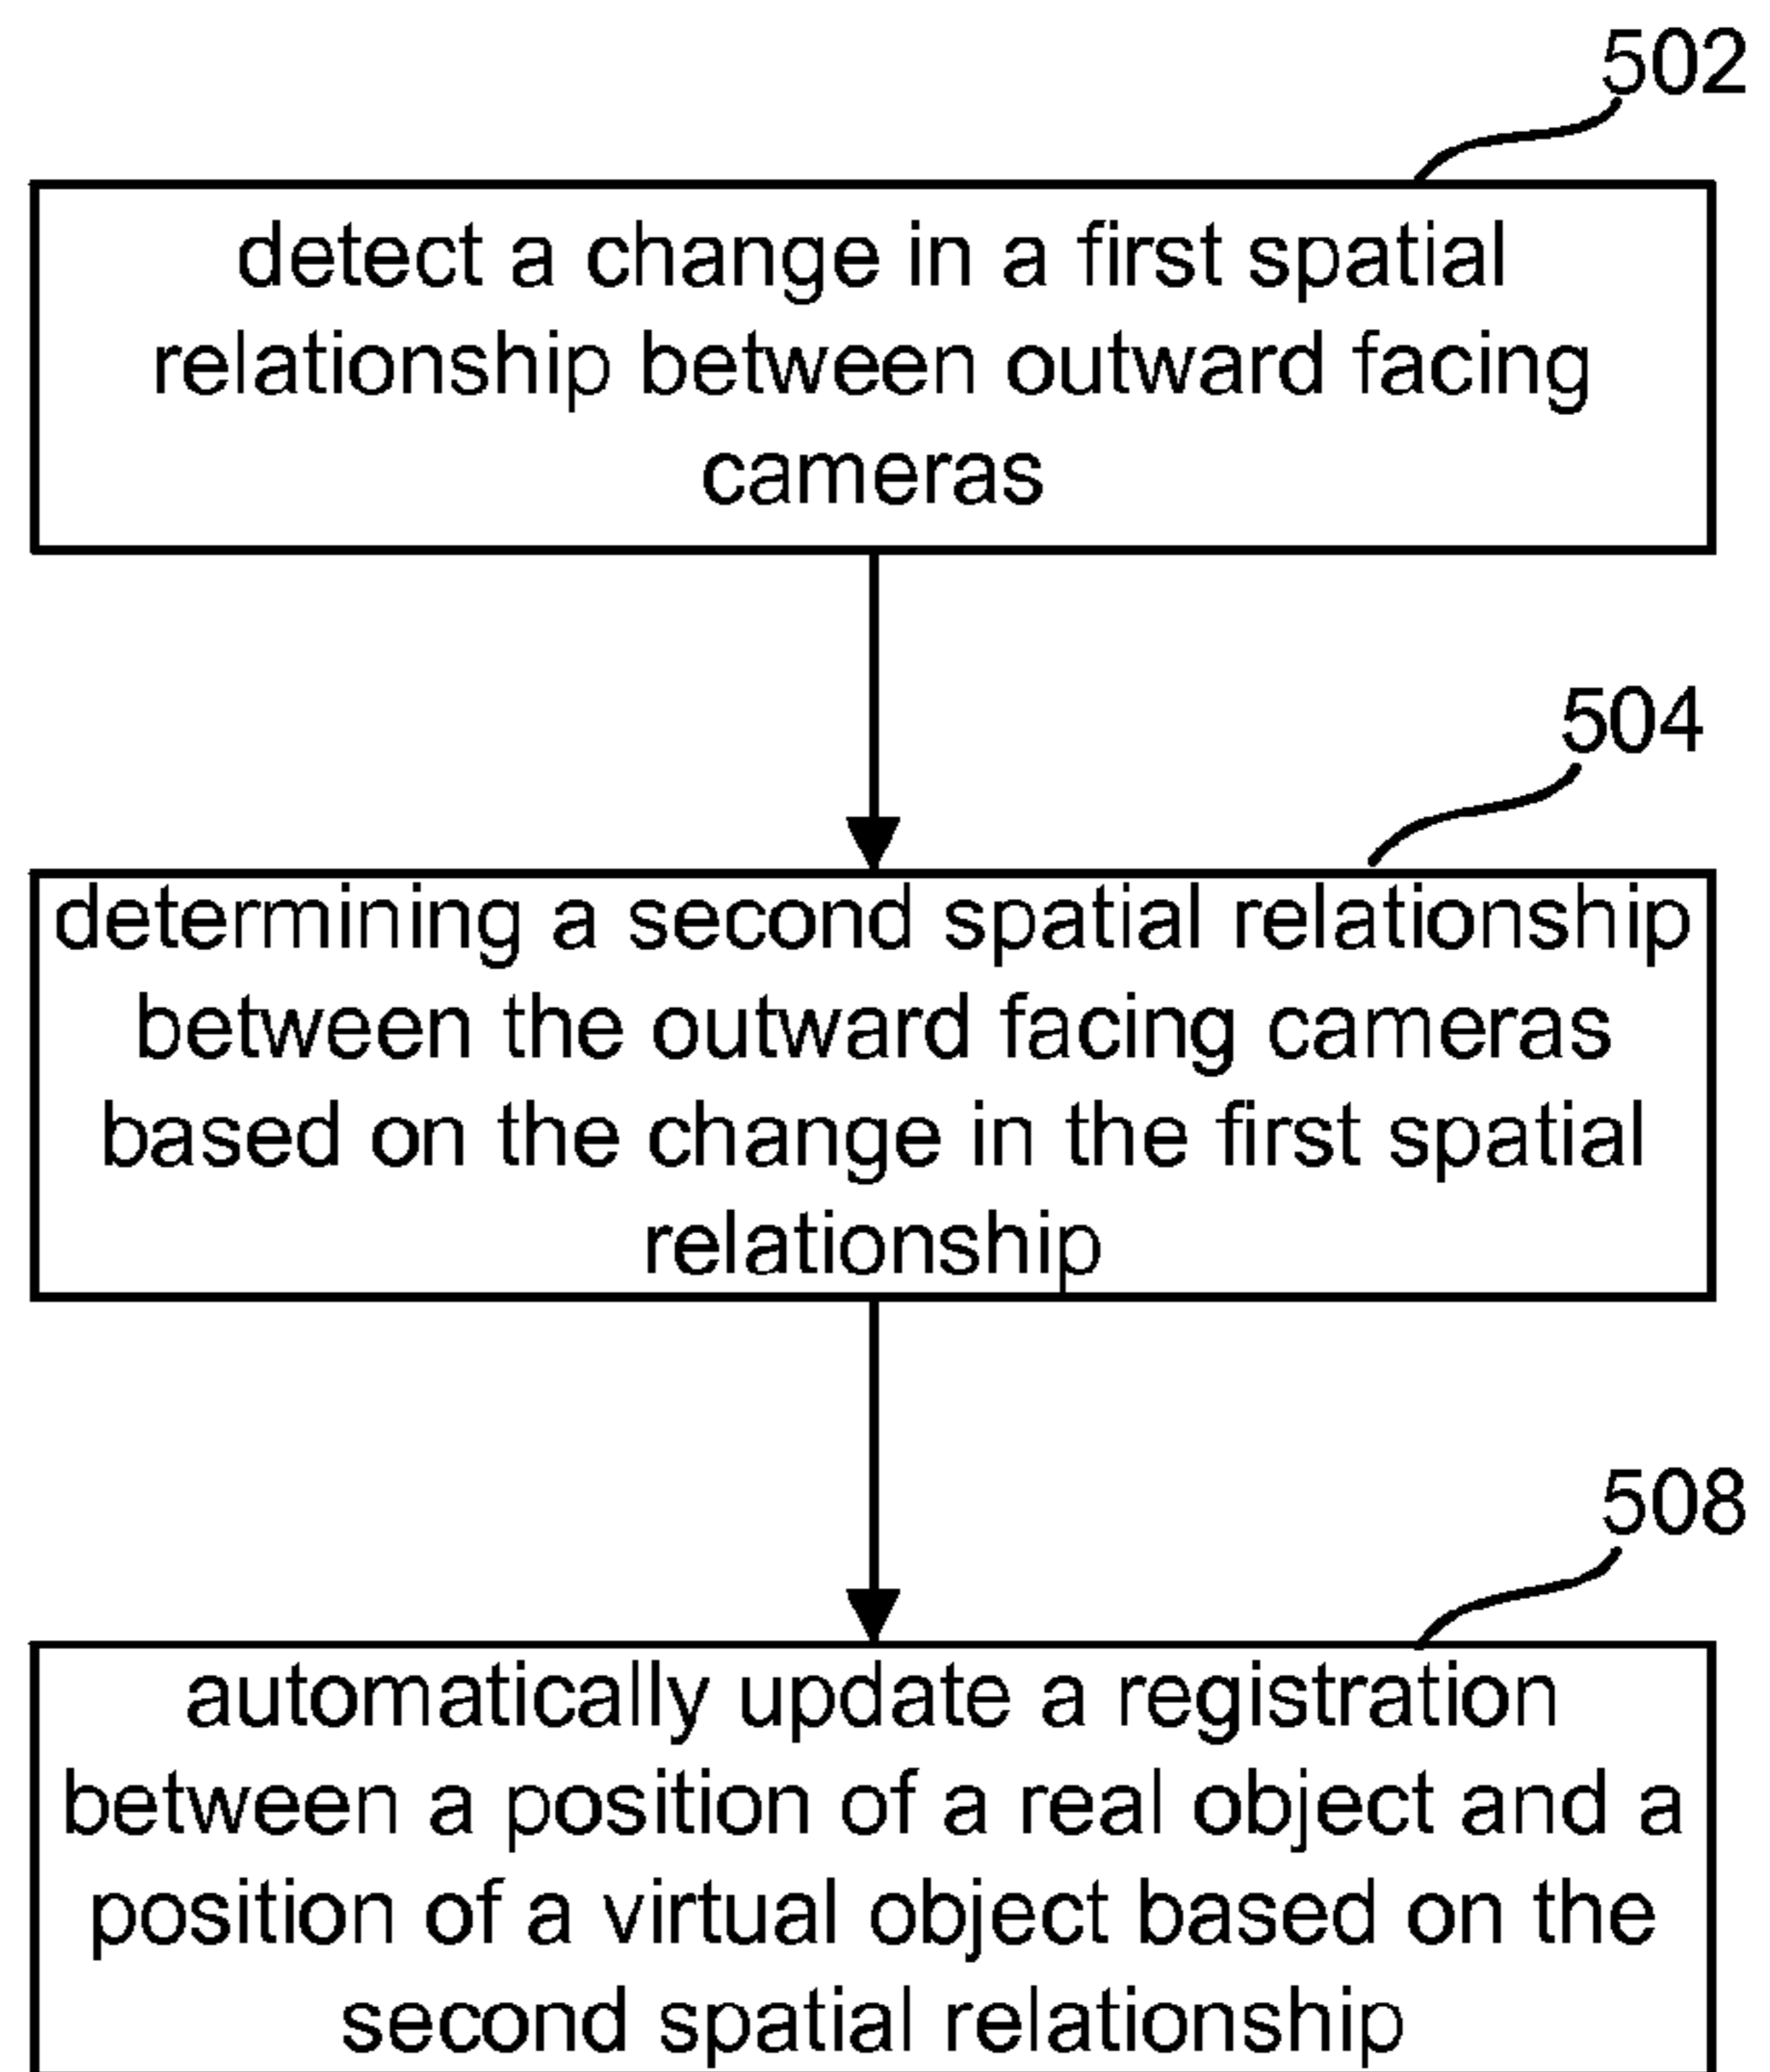 502
detect a change in a first spatial
relationship between outward facing
cameras
504
determining a second spatial relationship
between the outward facing cameras
based on the change in the first spatial
relationship
508
automatically update a registration
between a position of a real object and a
position of a virtual object based on the
second spatial relationship